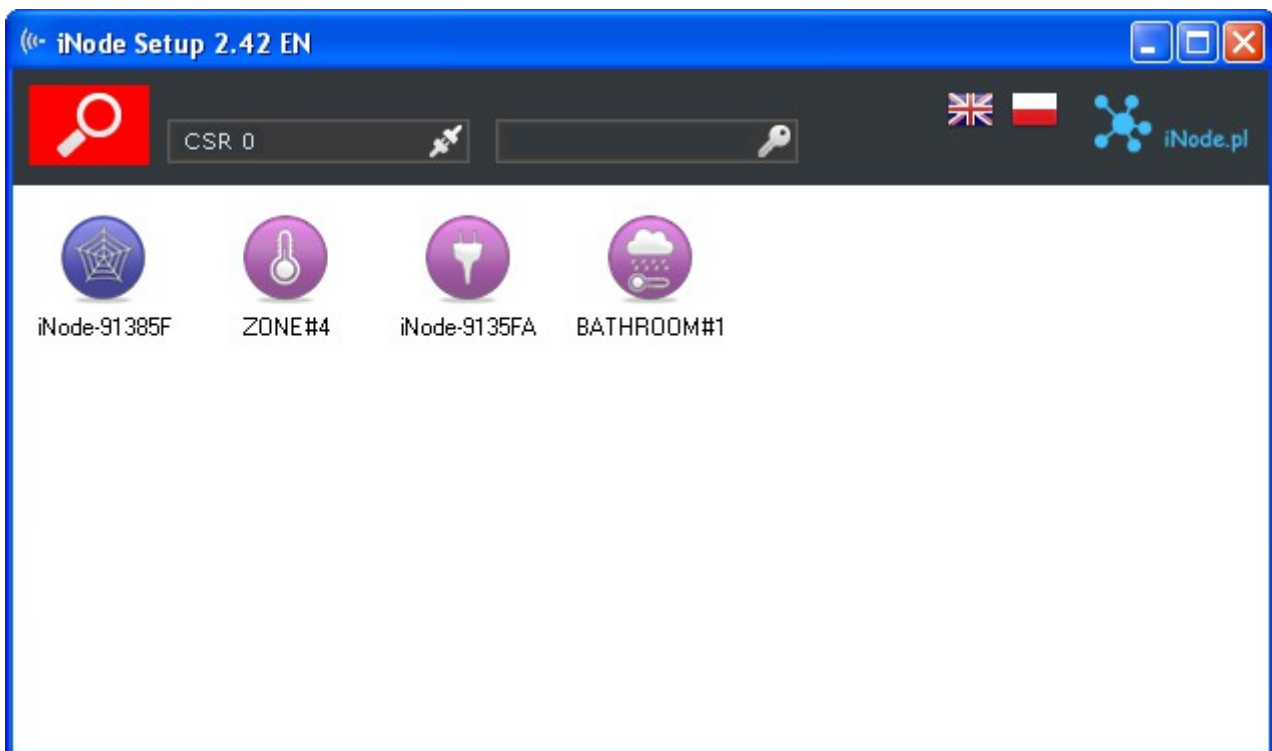 iNode Setup 2.42 EN
CSR 0
iNode.pl
iNode-91385F
ZONE#4
iNode-9135FA
BATHROOM#1